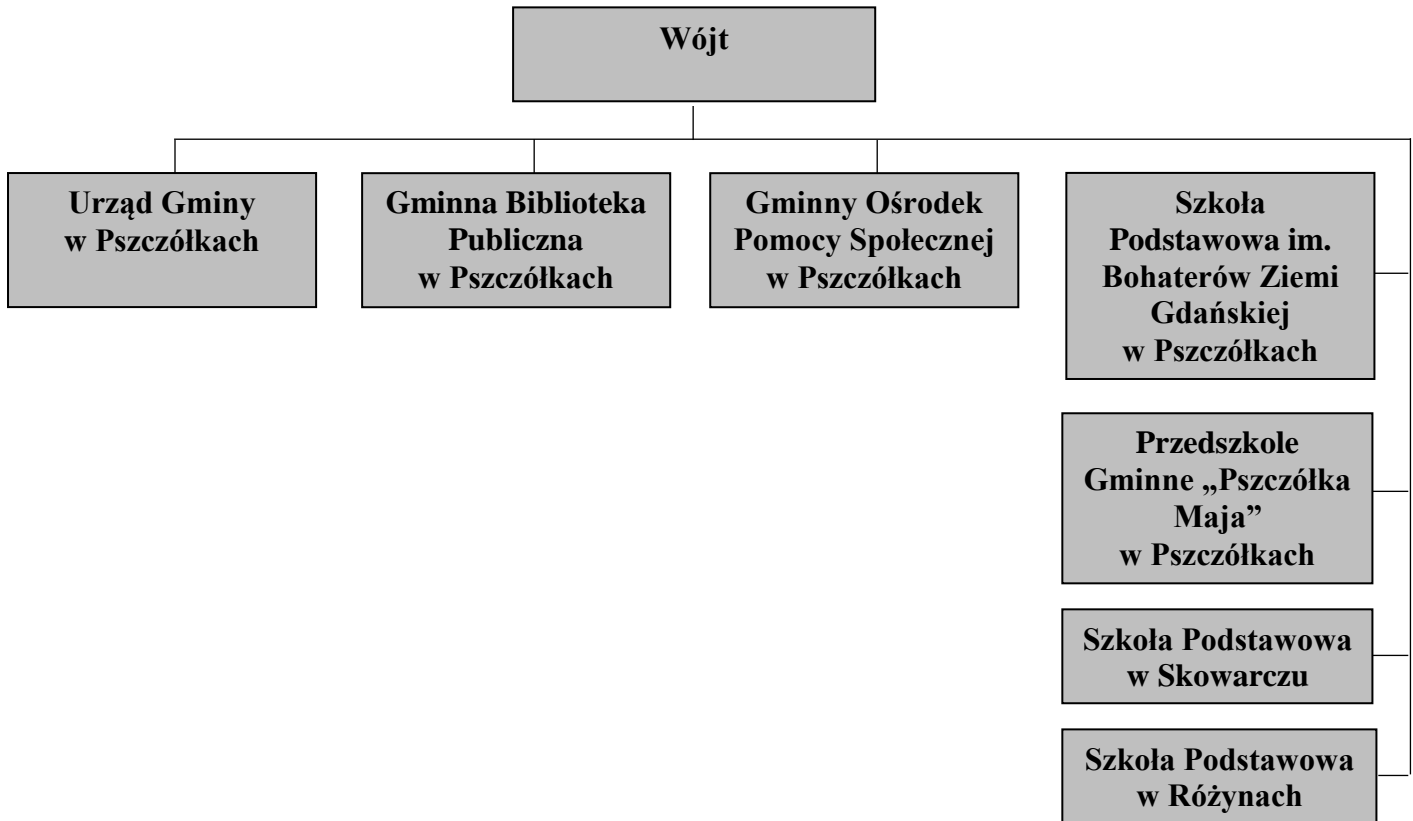 Wójt
Urząd Gminy
w Pszczółkach
Gminna Biblioteka
Publiczna
w Pszczółkach
Gminny Ośrodek
Pomocy Społecznej
w Pszczółkach
Szkoła
Podstawowa im.
Bohaterów Ziemi
Gdańskiej
w Pszczółkach
Przedszkole
Gminne „Pszczółka
Maja”
w Pszczółkach
Szkoła Podstawowa
w Skowarczu
Szkoła Podstawowa
w Różynach